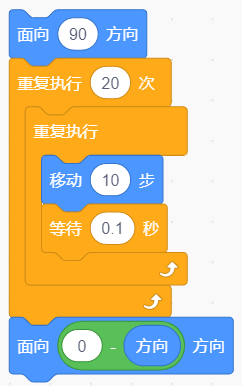 面向 90 方向
重复执行 20 次
重复执行
移动 10 步
等待 0.1 秒
面向 0 - 方向 方向